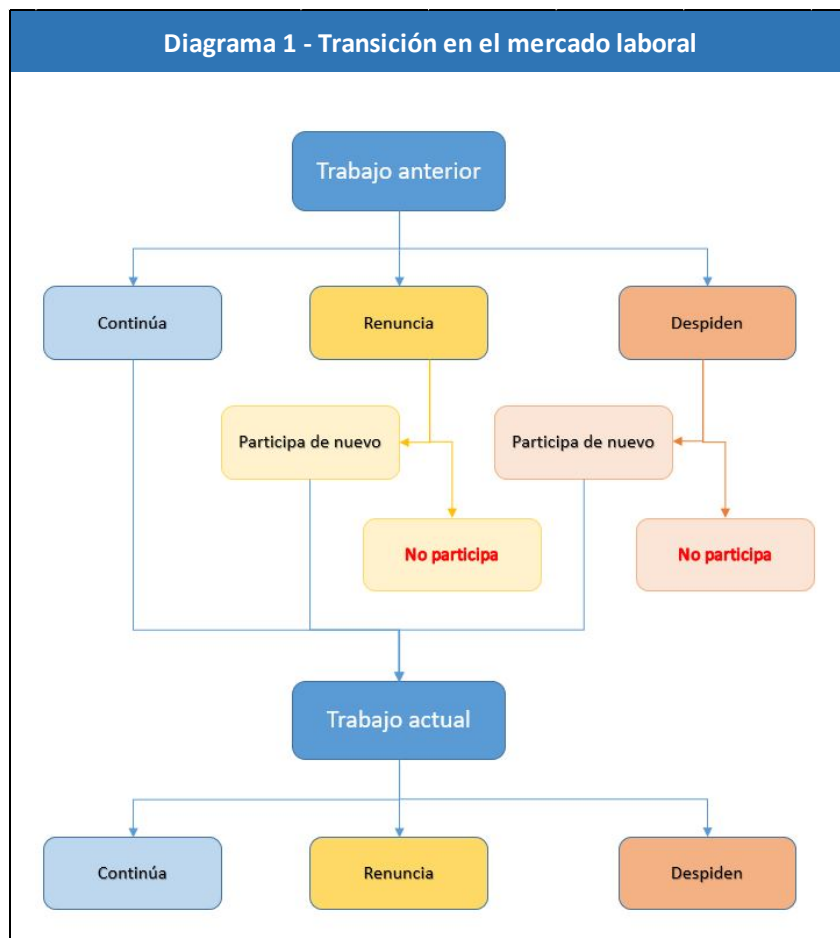 Diagrama 1 - Transición en el mercado laboral
Trabajo anterior
Continúa
Renuncia
Despiden
Participa de nuevo
Participa de nuevo
No participa
No participa
Trabajo actual
Continúa
Renuncia
Despiden